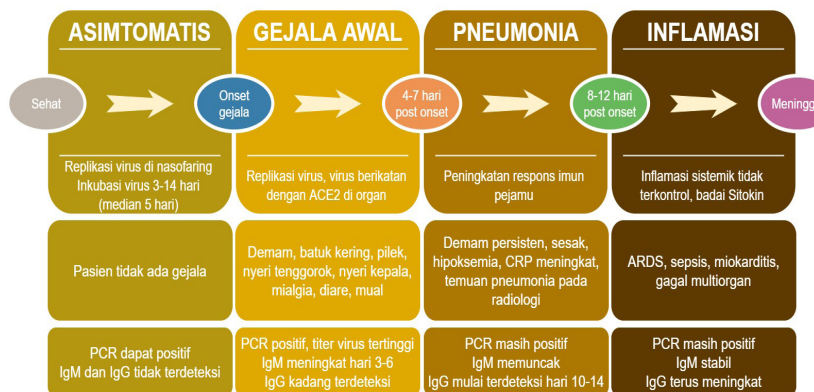 ASIMTOMATIS
GEJALA AWAL
PNEUMONIA
INFLAMASI
Sehat
Onset
gejala
4-7 hari
post onset
8-12 hari
post onset
Meningg
Replikasi virus di nasofaring
Inkubasi virus 3-14 hari
(median 5 hari)
Replikasi virus, virus berikatan
dengan ACE2 di organ
Peningkatan respons imun
pejamu
Inflamasi sistemik tidak
terkontrol, badai Sitokin
Pasien tidak ada gejala
Demam, batuk kering, pilek,
nyeri tenggorok, nyeri kepala,
mialgia, diare, mual
Demam persisten, sesak,
hipoksemia, CRP meningkat,
temuan pneumonia pada
radiologi
ARDS, sepsis, miokarditis,
gagal multiorgan
PCR dapat positif
IgM dan IgG tidak terdeteksi
PCR positif, titer virus tertinggi
IgM meningkat hari 3-6
IgG kadang terdeteksi
PCR masih positif
IgM memuncak
IgG mulai terdeteksi hari 10-14
PCR masih positif
IgM stabil
IgG terus meningkat